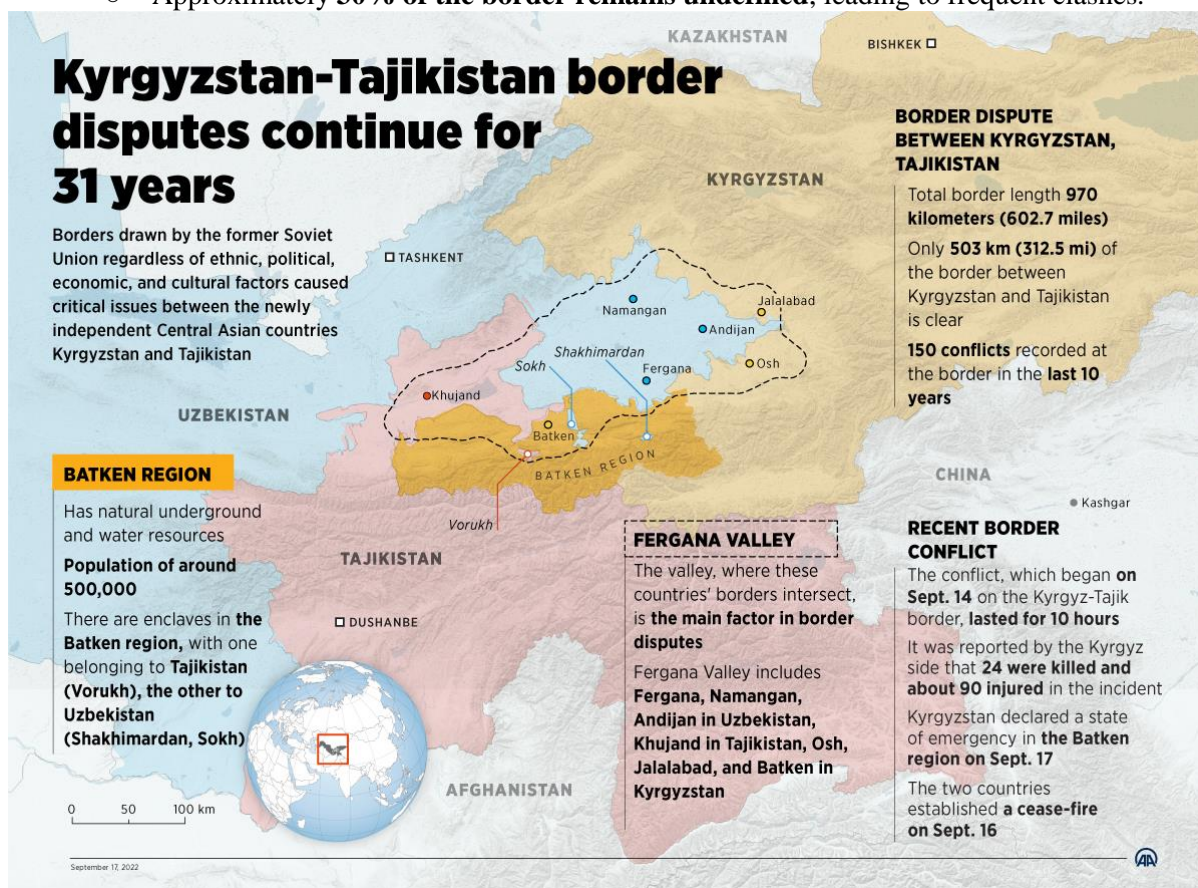 Approximately 50% of the border remains undefined, leading to frequent clashes.
KAZAKHSTAN
BISHKEK
Kyrgyzstan-Tajikistan border
disputes continue for
31 years
Borders drawn by the former Soviet
Union regardless of ethnic, political,
economic, and cultural factors caused
critical issues between the newly
independent Central Asian countries
Kyrgyzstan and Tajikistan
BORDER DISPUTE
BETWEEN KYRGYZSTAN,
TAJIKISTAN
Total border length 970
kilometers (602.7 miles)
Only 503 km (312.5 mi) of
the border between
Kyrgyzstan and Tajikistan
is clear
150 conflicts recorded at
the border in the last 10
years
KYRGYZSTAN
TASHKENT
Namangan
Jalalabad
Andijan
Shakhimardan
Sokh
Fergana
Osh
Khujand
UZBEKISTAN
Batken
BATKEN REGION
Vorukh
CHINA
Kashgar
TAJIKISTAN
DUSHANBE
AFGHANISTAN
BATKEN REGION
Has natural underground
and water resources
Population of around
500,000
There are enclaves in the
Batken region, with one
belonging to Tajikistan
(Vorukh), the other to
Uzbekistan
(Shakhimardan, Sokh)
0 50 100 km
FERGANA VALLEY
The valley, where these
countries' borders intersect,
is the main factor in border
disputes
Fergana Valley includes
Fergana, Namangan,
Andijan in Uzbekistan,
Khujand in Tajikistan, Osh,
Jalalabad, and Batken in
Kyrgyzstan
RECENT BORDER
CONFLICT
The conflict, which began on
Sept. 14 on the Kyrgyz-Tajik
border, lasted for 10 hours
It was reported by the Kyrgyz
side that 24 were killed and
about 90 injured in the incident
Kyrgyzstan declared a state
of emergency in the Batken
region on Sept. 17
The two countries
established a cease-fire
on Sept. 16
September 17, 2022
AA